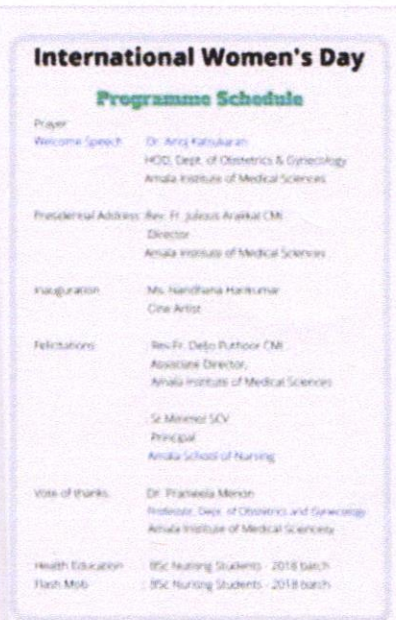 International Women's Day
Programme Schedule
Prayer
Welcome Speech Dr. Anoj Kattukaran
HOD, Dept. of Obstetrics & Gynecology
Amala Institute of Medical Sciences
Presidential Address Rev. Fr. Julious Arakkal CMI
Director
Amala Institute of Medical Sciences
Inauguration Ms. Nandhana Harikumar
Cine Artist
Felicitations Rev.Fr. Deljo Puthoor CMI
Associate Director,
Amala Institute of Medical Sciences
Sr. SCV
Principal
Amala School of Nursing
Vote of thanks Dr. Prameela Menon
Professor, Dept. of Obstetrics and Gynecology
Amala Institute of Medical
Health Education BSc Nursing Students - 2018 batch
Flash Mob BSc Nursing Students - 2018 batch